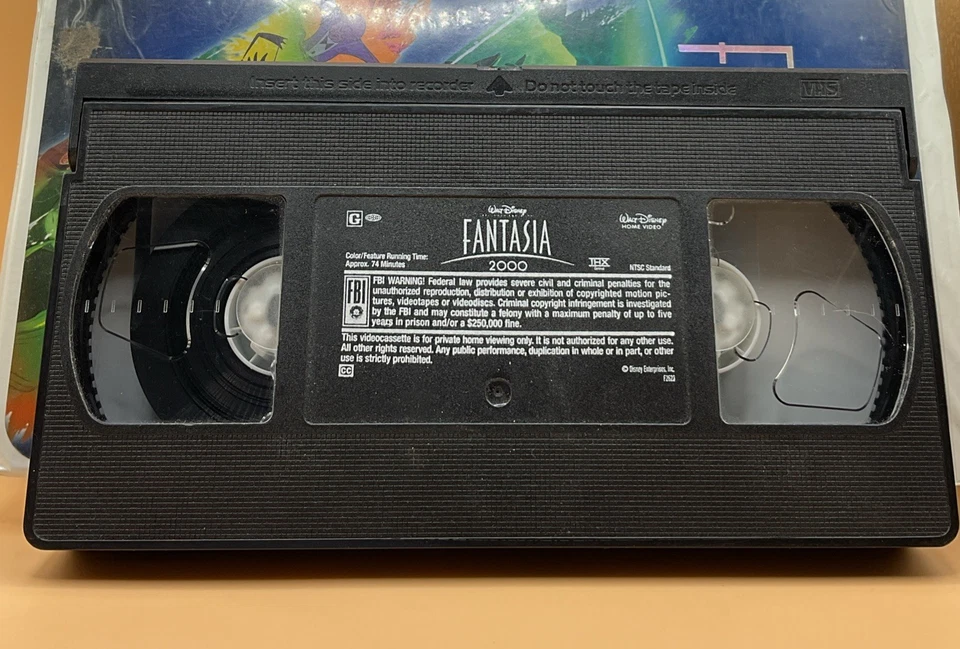 Insert this side into recorder Do not touch the tape inside VHS
G
WALT DISNEY
FANTASIA
2000
WALT DISNEY
HOME VIDEO
Color/Feature Running Time:
Approx. 74 Minutes
THX
NTSC Standard
FBI
FBI WARNING! Federal law provides severe civil and criminal penalties for the
unauthorized reproduction, distribution or exhibition of copyrighted motion pic-
tures, videotapes or videodiscs. Criminal copyright infringement is investigated
by the FBI and may constitute a felony with a maximum penalty of up to five
years in prison and/or a $250,000 fine.
This videocassette is for private home viewing only. It is not authorized for any other use.
All other rights reserved. Any public performance, duplication in whole or in part, or other
use is strictly prohibited.
CC
© Disney Enterprises, Inc.